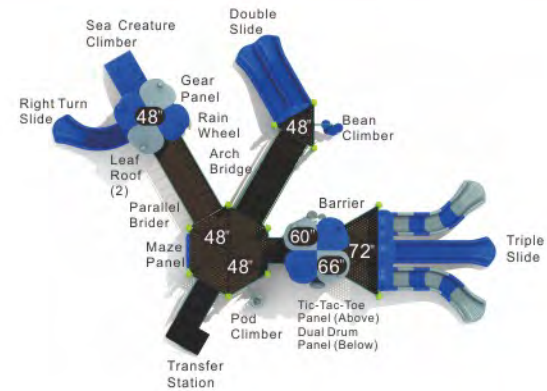 Sea Creature
Climber
Double
Slide
Gear
Panel
Right Turn
Slide
48"
Rain
Wheel
48"
Bean
Climber
Leaf
Roof
(2)
Arch
Bridge
Parallel
Brider
Barrier
48"
60"
72"
Triple
Slide
Maze
Panel
48"
66"
Pod
Climber
Tic-Tac-Toe
Panel (Above)
Dual Drum
Panel (Below)
Transfer
Station